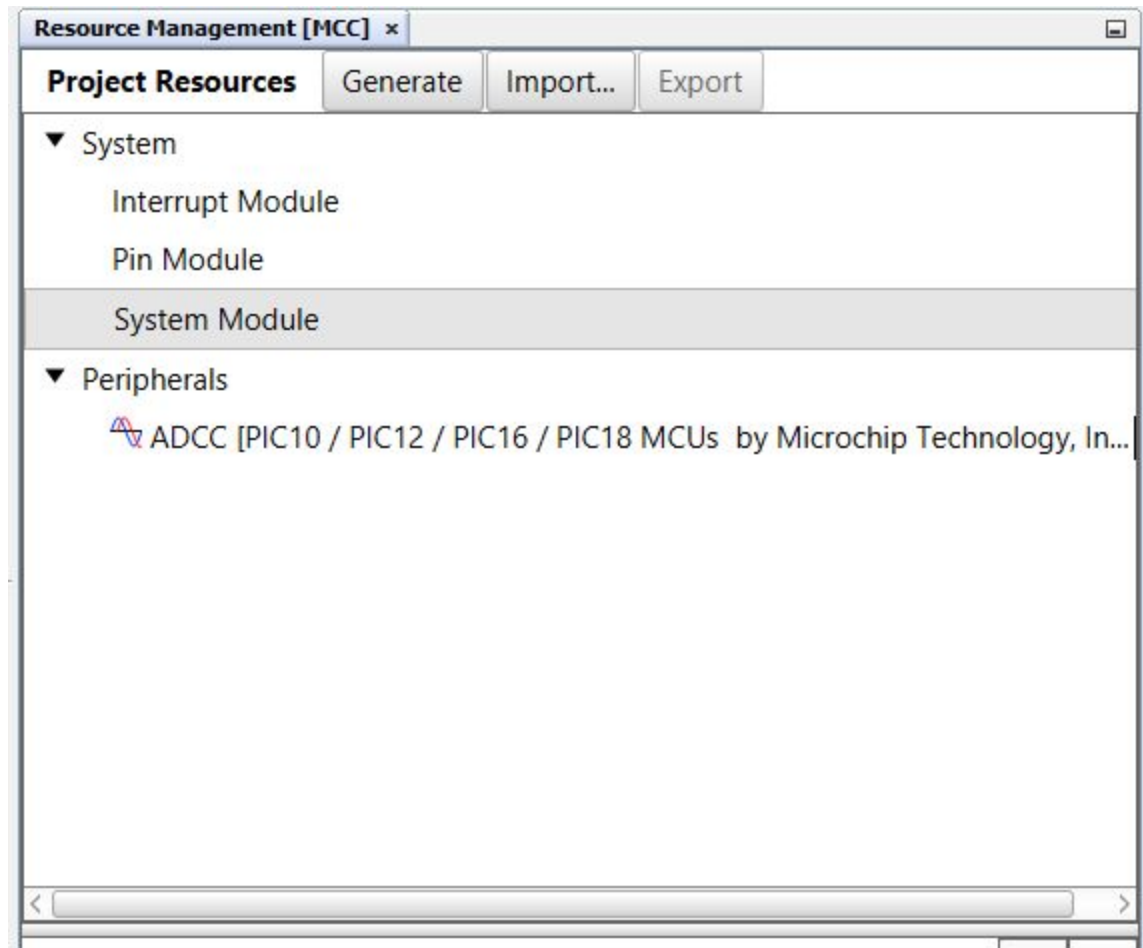 Resource Management [MCC] ×
Project Resources Generate Import... Export
System
Interrupt Module
Pin Module
System Module
Peripherals
ADCC [PIC10 / PIC12 / PIC16 / PIC18 MCUs by Microchip Technology, In...